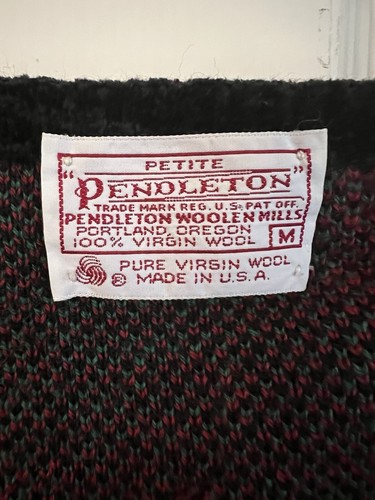 PETITE
"PENDLETON"
TRADE MARK REG. U.S. PAT OFF.
PENDLETON WOOLEN MILLS
PORTLAND, OREGON
100% VIRGIN WOOL M
PURE VIRGIN WOOL
® MADE IN U.S.A.